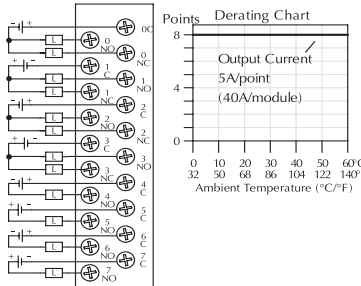 0C
L 0
NO
L 0
NC
1
C
L 1
NO
L 1
NC
2
C
L 2
NO
L 2
NC
3
C
L 3
NO
L 3
NC
4
C
L 4
NO
5
C
L 5
NO
6
C
L 6
NO
7
C
L 7
NO
Points Derating Chart
8
4
0
Output Current
5A/point
(40A/module)
0 10 20 30 40 50 60°C
32 50 68 86 104 122 140°
Ambient Temperature (°C/°F)